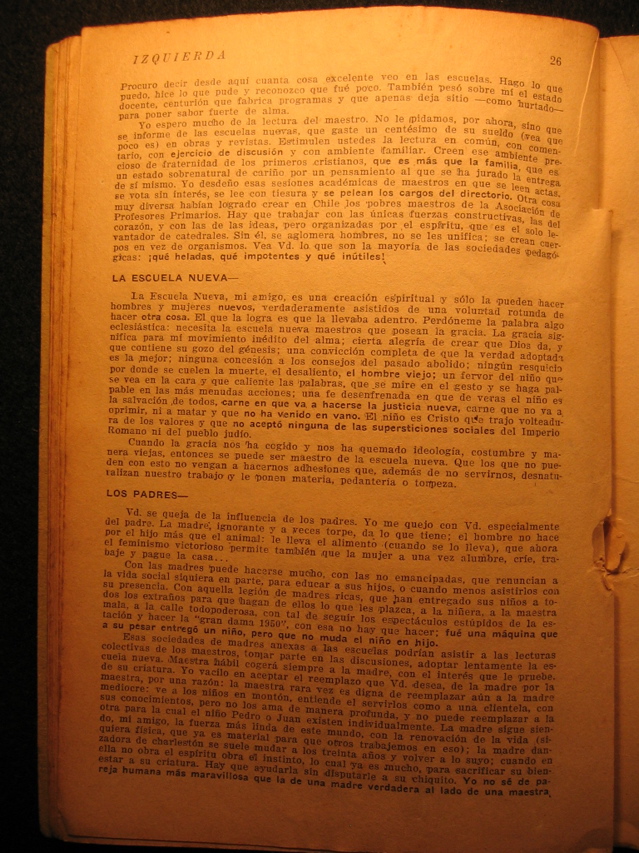 IZQUIERDA 26
Procuro decir desde aquí cuanta cosa excelente veo en las escuelas. Hago lo qué
puedo, hice lo que pude y reconozco que fué poco. También pesó sobre mí el estado
docente, centurión que fabrica programas y que apenas deja sitio —como hurtado—
para poner sabor fuerte de alma.
Yo espero mucho de la lectura del maestro. No le pidamos, por ahora, sino que
se informe de las escuelas nuevas, que gaste un centésimo de su sueldo (vea que
poco es) en obras y revistas. Estimulen ustedes la lectura en común, con comen-
tario, con ejercicio de discusión y con ambiente familiar. Creen ese ambiente pre-
cioso de fraternidad de los primeros cristianos, que es más que la familia, que es
un estado sobrenatural de cariño por un pensamiento al que se ha jurado la entrega
de sí mismo. Yo desdeño esas sesiones académicas de maestros en que se leen actas,
se vota sin interés, se lee con tiesura y se pelean los cargos del directorio. Otra cosa
muy diversa habían logrado crear en Chile los pobres maestros de la Asociación de
Profesores Primarios. Hay que trabajar con las únicas fuerzas constructivas, las del
corazón, y con las de las ideas, pero organizadas por el espíritu, que es el solo le-
vantador de catedrales. Sin él, se aglomera hombres, no se les unifica; se crean cuer-
pos en vez de organismos. Vea Vd. lo que son la mayoría de las sociedades pedagó-
gicas: ¡qué heladas, qué impotentes y qué inútiles!
LA ESCUELA NUEVA—
La Escuela Nueva, mi amigo, es una creación espiritual y sólo la pueden hacer
hombres y mujeres nuevos, verdaderamente asistidos de una voluntad rotunda de
hacer otra cosa. El que la logra es que la llevaba adentro. Perdóneme la palabra algo
eclesiástica: necesita la escuela nueva maestros que posean la gracia. La gracia sig-
nifica para mí movimiento inédito del alma; cierta alegría de crear que Dios da, y
que contiene su gozo del génesis; una convicción completa de que la verdad adoptada
es la mejor; ninguna concesión a los consejos del pasado abolido; ningún resquicio
por donde se cuelen la muerte, el desaliento, el hombre viejo; un fervor del niño que
se vea en la cara y que caliente las palabras, que se mire en el gesto y se haga pal-
pable en las más menudas acciones; una fe desenfrenada en que de veras el niño es
la salvación de todos, carne en que va a hacerse la justicia nueva, carne que no va a
oprimir, ni a matar y que no ha venido en vano. El niño es Cristo que trajo volteadu-
ra de los valores y que no aceptó ninguna de las supersticiones sociales del Imperio
Romano ni del pueblo judío.
Cuando la gracia nos ha cogido y nos ha quemado ideología, costumbre y ma-
nera viejas, entonces se puede ser maestro de la escuela nueva. Que los que no pue-
den con esto no vengan a hacernos adhesiones que, además de no servirnos, desnatu-
ralizan nuestro trabajo y le ponen materia, pedantería o torpeza.
LOS PADRES—
Vd. se queja de la influencia de los padres. Yo me quejo con Vd. especialmente
del padre. La madre, ignorante y a veces torpe, da lo que tiene; el hombre no hace
por el hijo más que el animal: le lleva el alimento (cuando se lo lleva), que ahora
el feminismo victorioso permite también que la mujer a una vez alumbre, críe, tra-
baje y pague la casa...
Con las madres puede hacerse mucho, con las no emancipadas, que renuncian a
la vida social siquiera en parte, para educar a sus hijos, o cuando menos asistirlos con
su presencia. Con aquella legión de madres ricas, que han entregado sus niños a to-
dos los extraños para que hagan de ellos lo que les plazca, a la niñera, a la maestra
mala, a la calle todopoderosa, con tal de seguir los espectáculos estúpidos de la es-
tación y hacer la "gran dama 1950", con esa no hay que hacer; fué una máquina que
a su pesar entregó un niño, pero que no muda el niño en hijo.
Esas sociedades de madres anexas a las escuelas podrían asistir a las lecturas
colectivas de los maestros, tomar parte en las discusiones, adoptar lentamente la es-
cuela nueva. Maestra hábil cogerá siempre a la madre, con el interés que le pruebe.
de su criatura. Yo vacilo en aceptar el reemplazo que Vd. desea, de la madre por la
maestra, por una razón: la maestra rara vez es digna de reemplazar aún a la madre
mediocre: ve a los niños en montón, entiende el servicios como a una clientela, con
sus conocimientos, pero no los ama de manera profunda, y no puede reemplazar a la
otra para la cual el niño Pedro o Juan existen individualmente. La madre sigue sien-
do, mi amigo, la fuerza más linda de este mundo, con la renovación de la vida (si-
quiera física, que ya es material para que otros trabajemos en eso); la madre dan-
zadora de charlestón se suele mudar a los treinta años y volver a lo suyo; cuando en
ella no obra el espíritu obra el instinto, lo cual ya es mucho, para sacrificar su bien-
estar a su criatura. Hay que ayudarla sin disputarle a su chiquito. Yo no sé de pa-
reja humana más maravillosa que la de una madre verdadera al lado de una maestra,